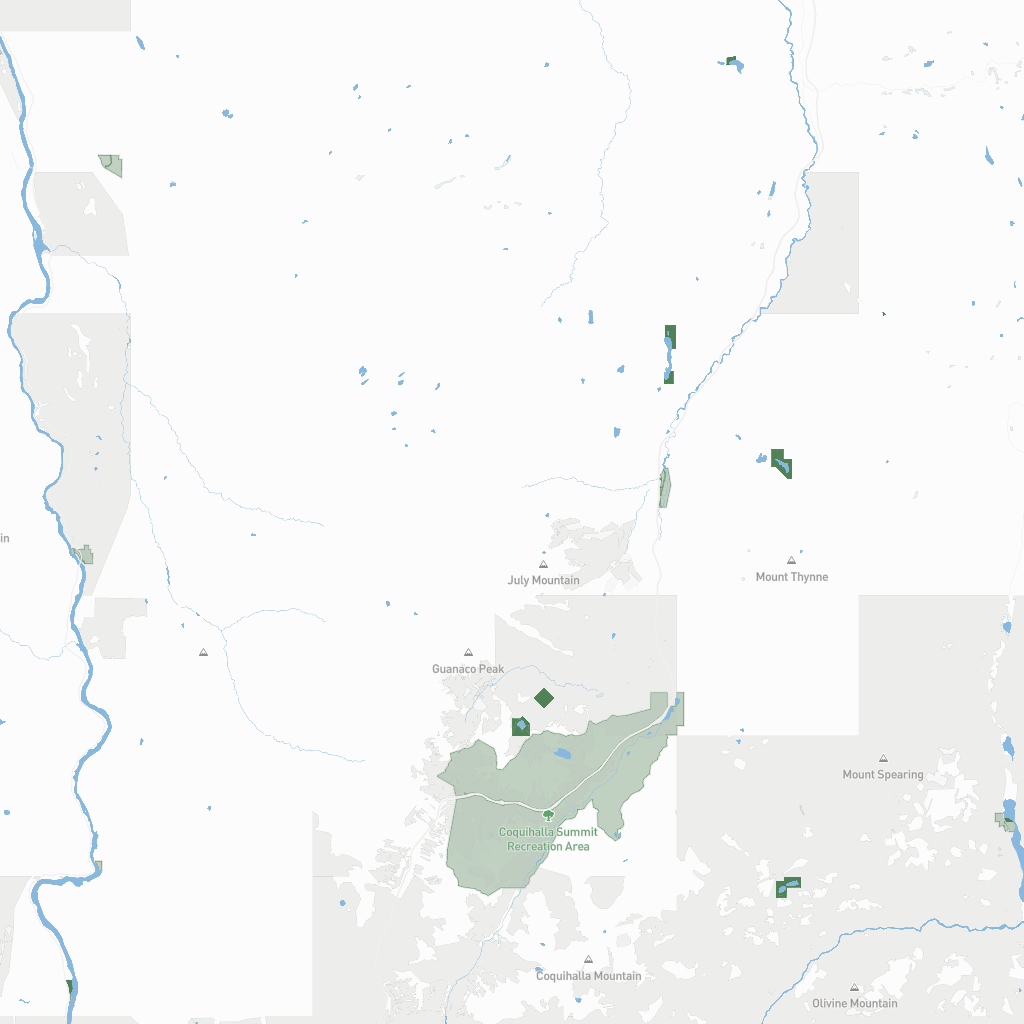 in
July Mountain
Mount Thynne
Guanaco Peak
Mount Spearing
Coquihalla Summit
Recreation Area
Coquihalla Mountain
Olivine Mountain